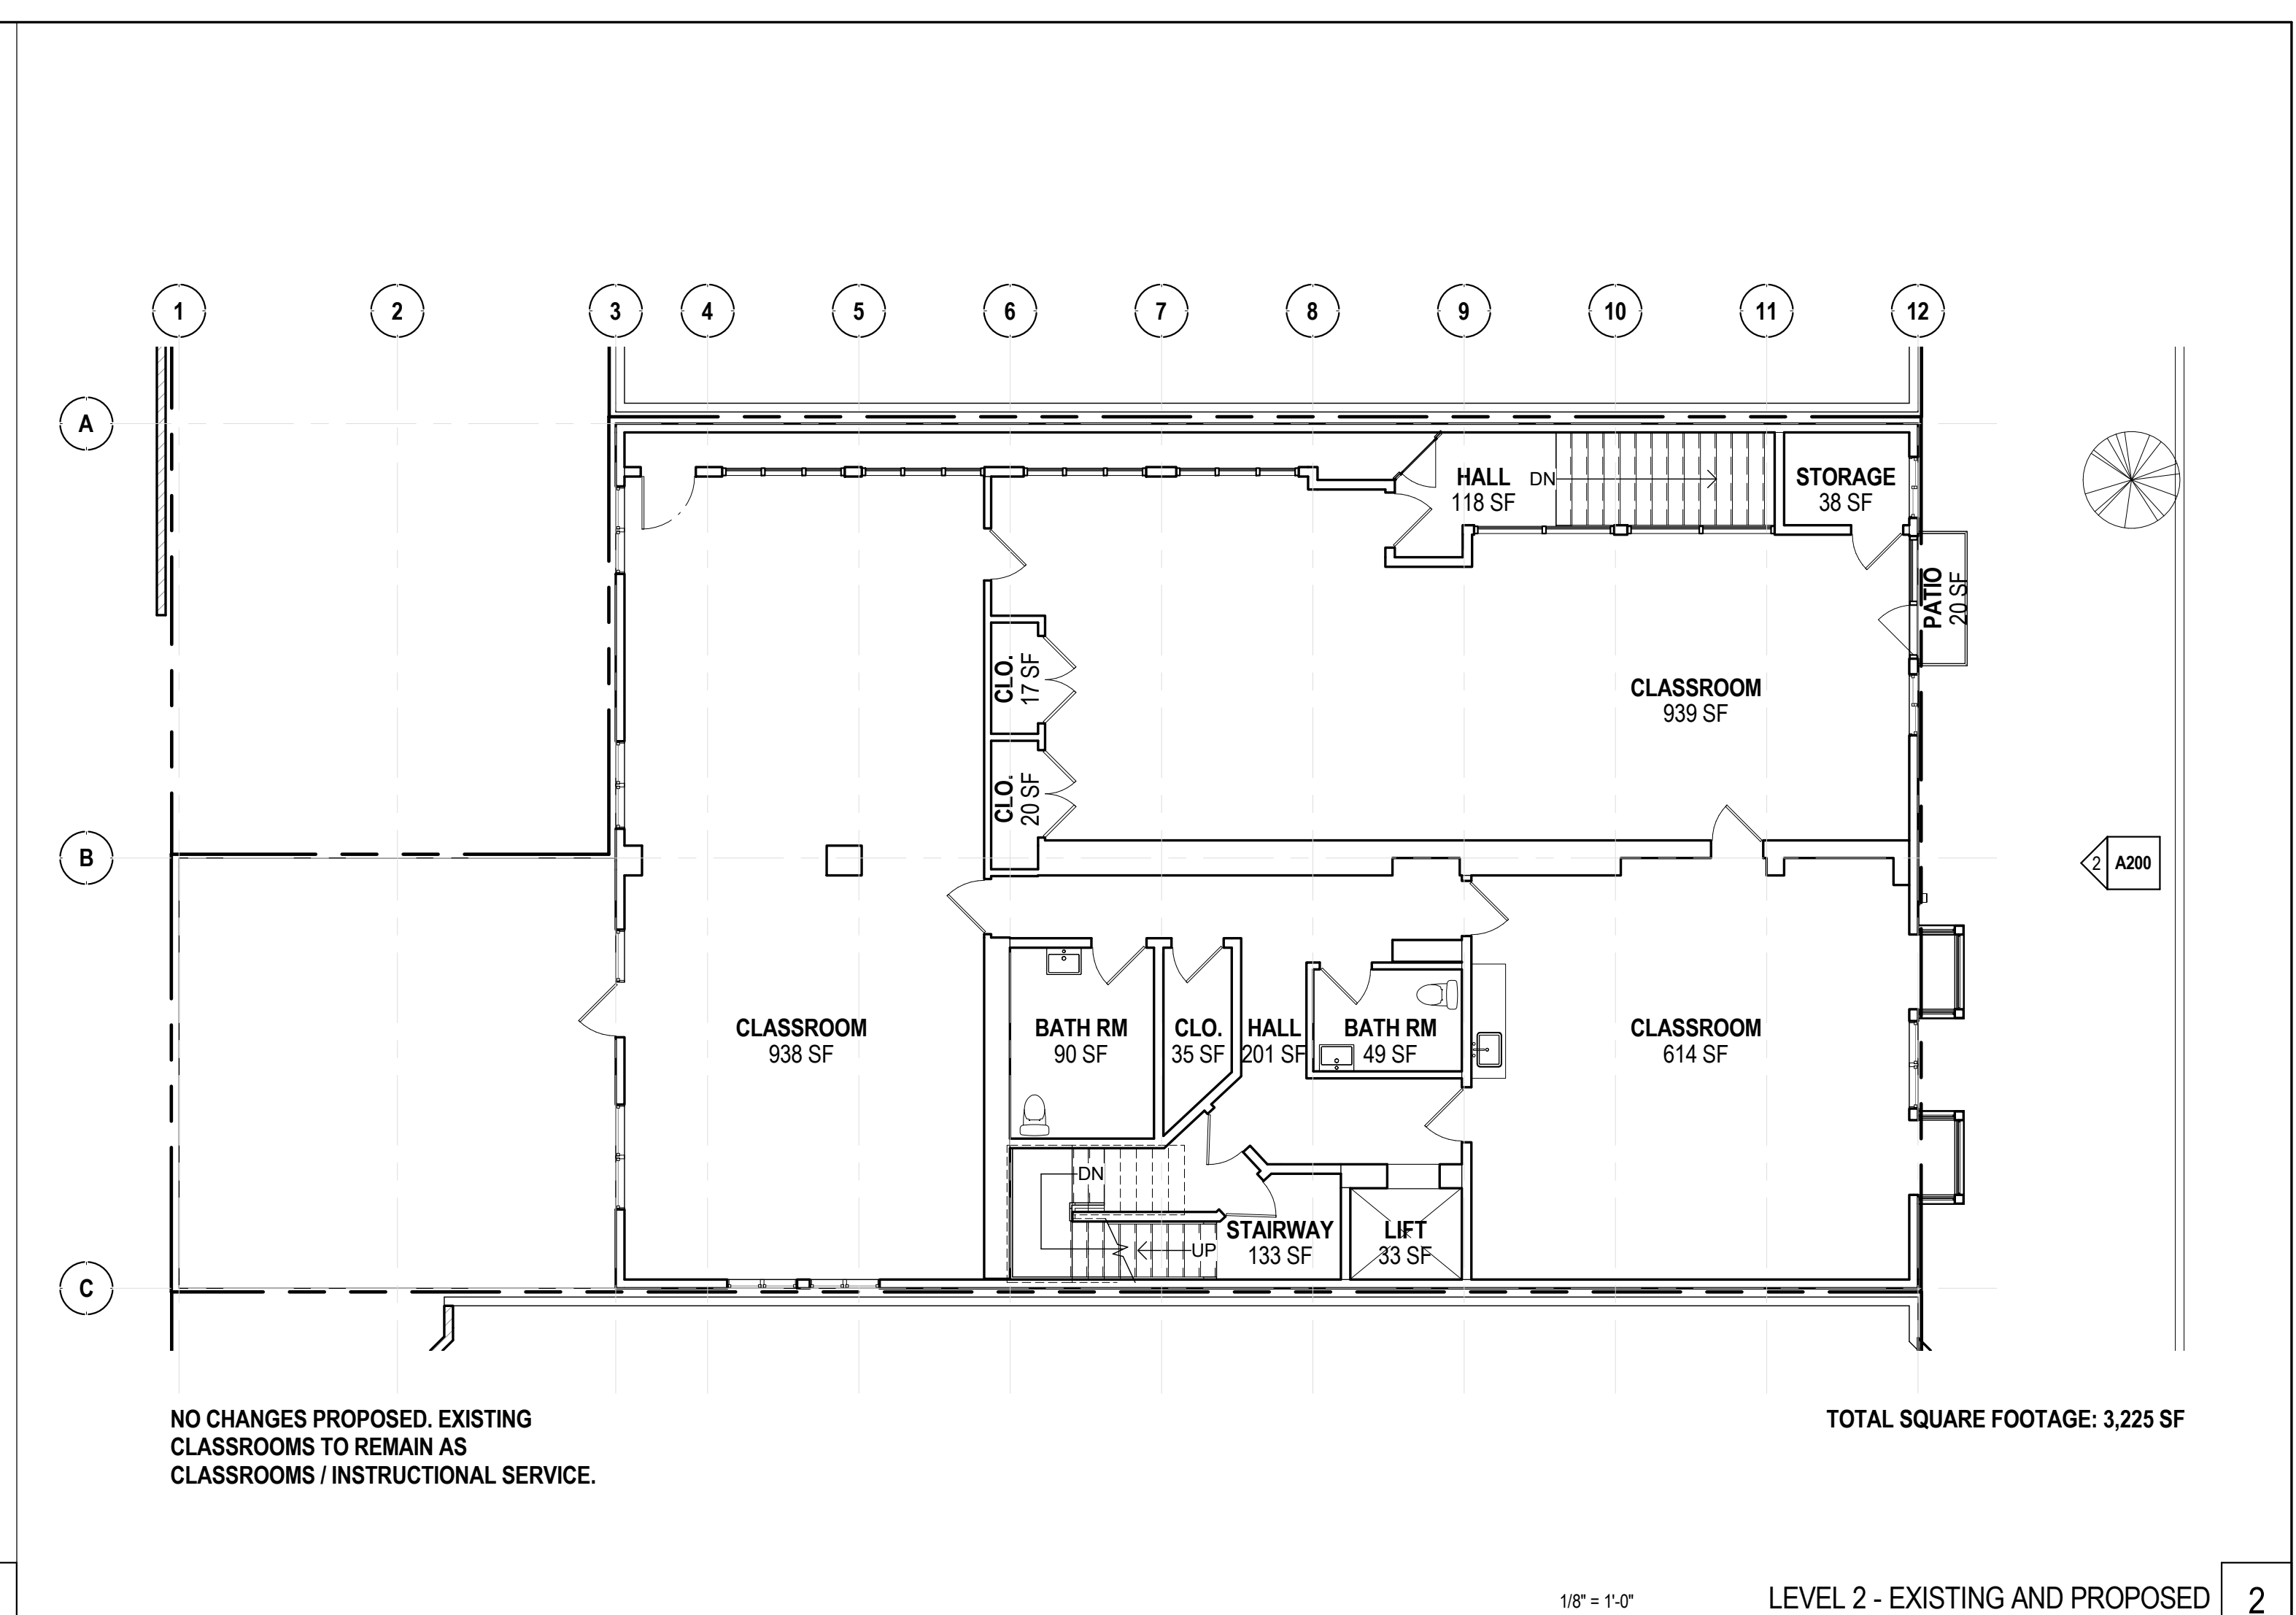 1 2 3 4 5 6 7 8 9 10 11 12
A
HALL
118 SF
DN
STORAGE
38 SF
PATIO
20 SF
CLO.
17 SF
CLASSROOM
939 SF
CLO.
20 SF
B
2 A200
CLASSROOM
938 SF
BATH RM
90 SF
CLO.
35 SF
HALL
201 SF
BATH RM
49 SF
CLASSROOM
614 SF
DN
UP
STAIRWAY
133 SF
LIFT
33 SF
C
NO CHANGES PROPOSED. EXISTING
CLASSROOMS TO REMAIN AS
CLASSROOMS / INSTRUCTIONAL SERVICE.
TOTAL SQUARE FOOTAGE: 3,225 SF
1/8" = 1'-0"
LEVEL 2 - EXISTING AND PROPOSED
2